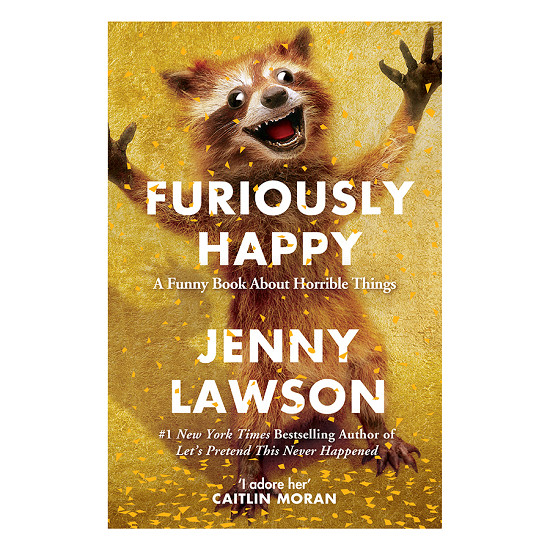 FURIOUSLY
HAPPY
A Funny Book About Horrible Things
JENNY
LAWSON
#1 New York Times Bestselling Author of
Let's Pretend This Never Happened
'I adore her'
CAITLIN MORAN